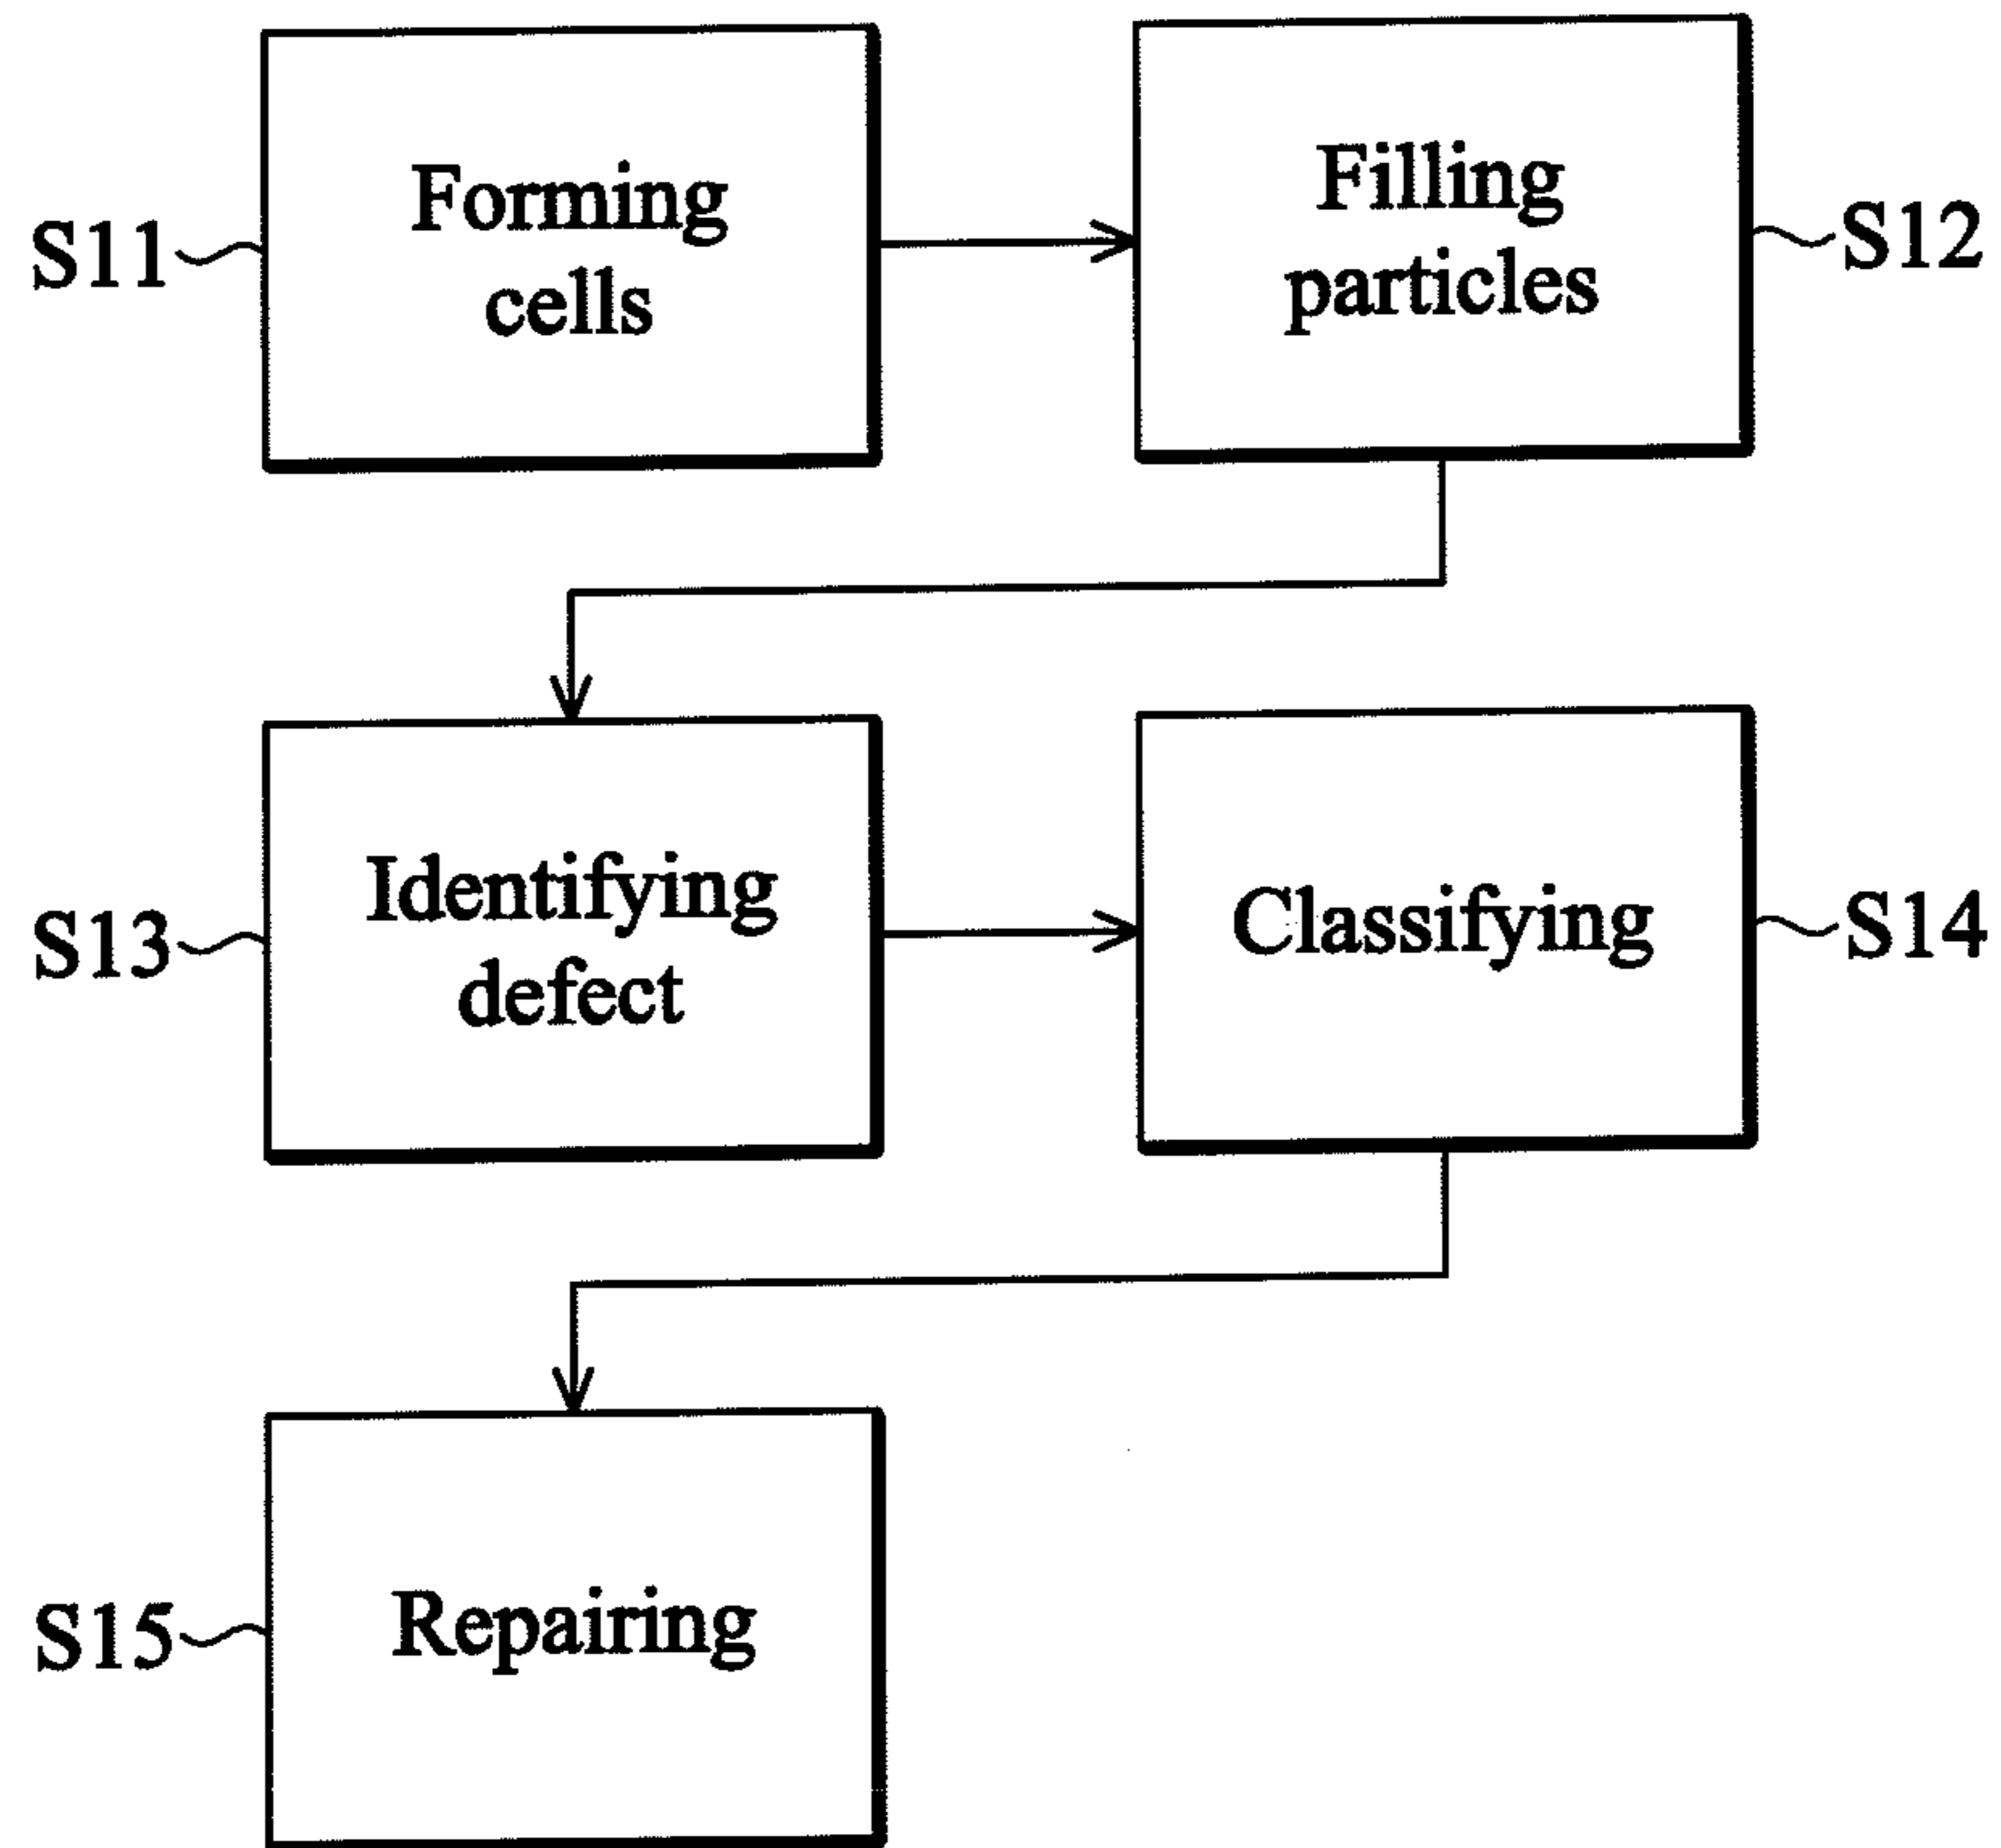 S11
Forming
cells
Filling
particles
S12
S13
Identifying
defect
Classifying
S14
S15
Repairing